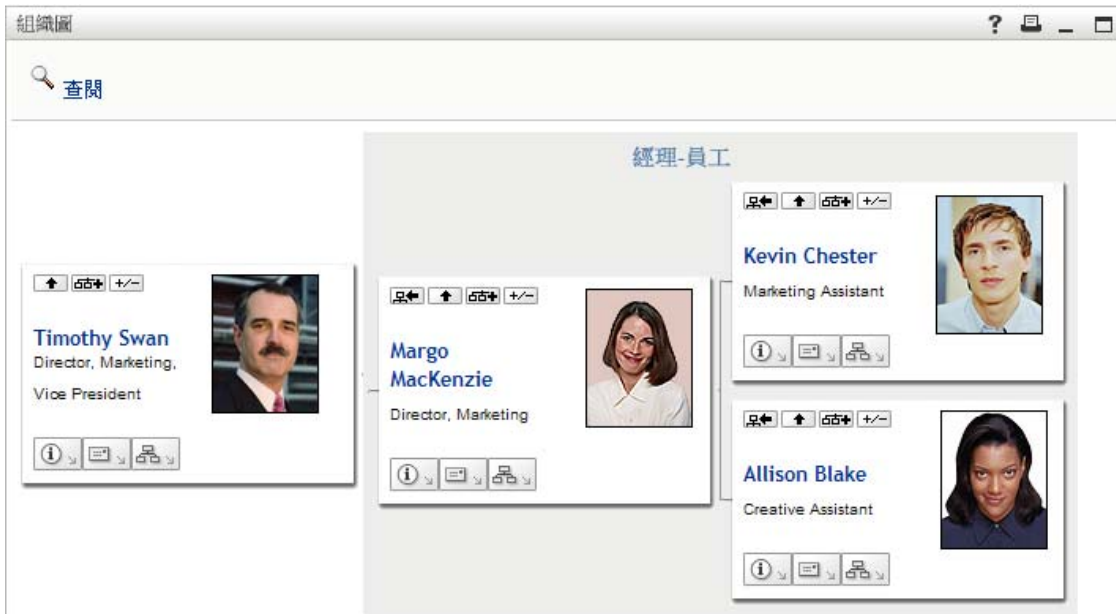 組織圖
?
查閱
經理-員工
+/−
Timothy Swan
Director, Marketing,
Vice President
+/−
Margo
MacKenzie
Director, Marketing
+/−
Kevin Chester
Marketing Assistant
+/−
Allison Blake
Creative Assistant